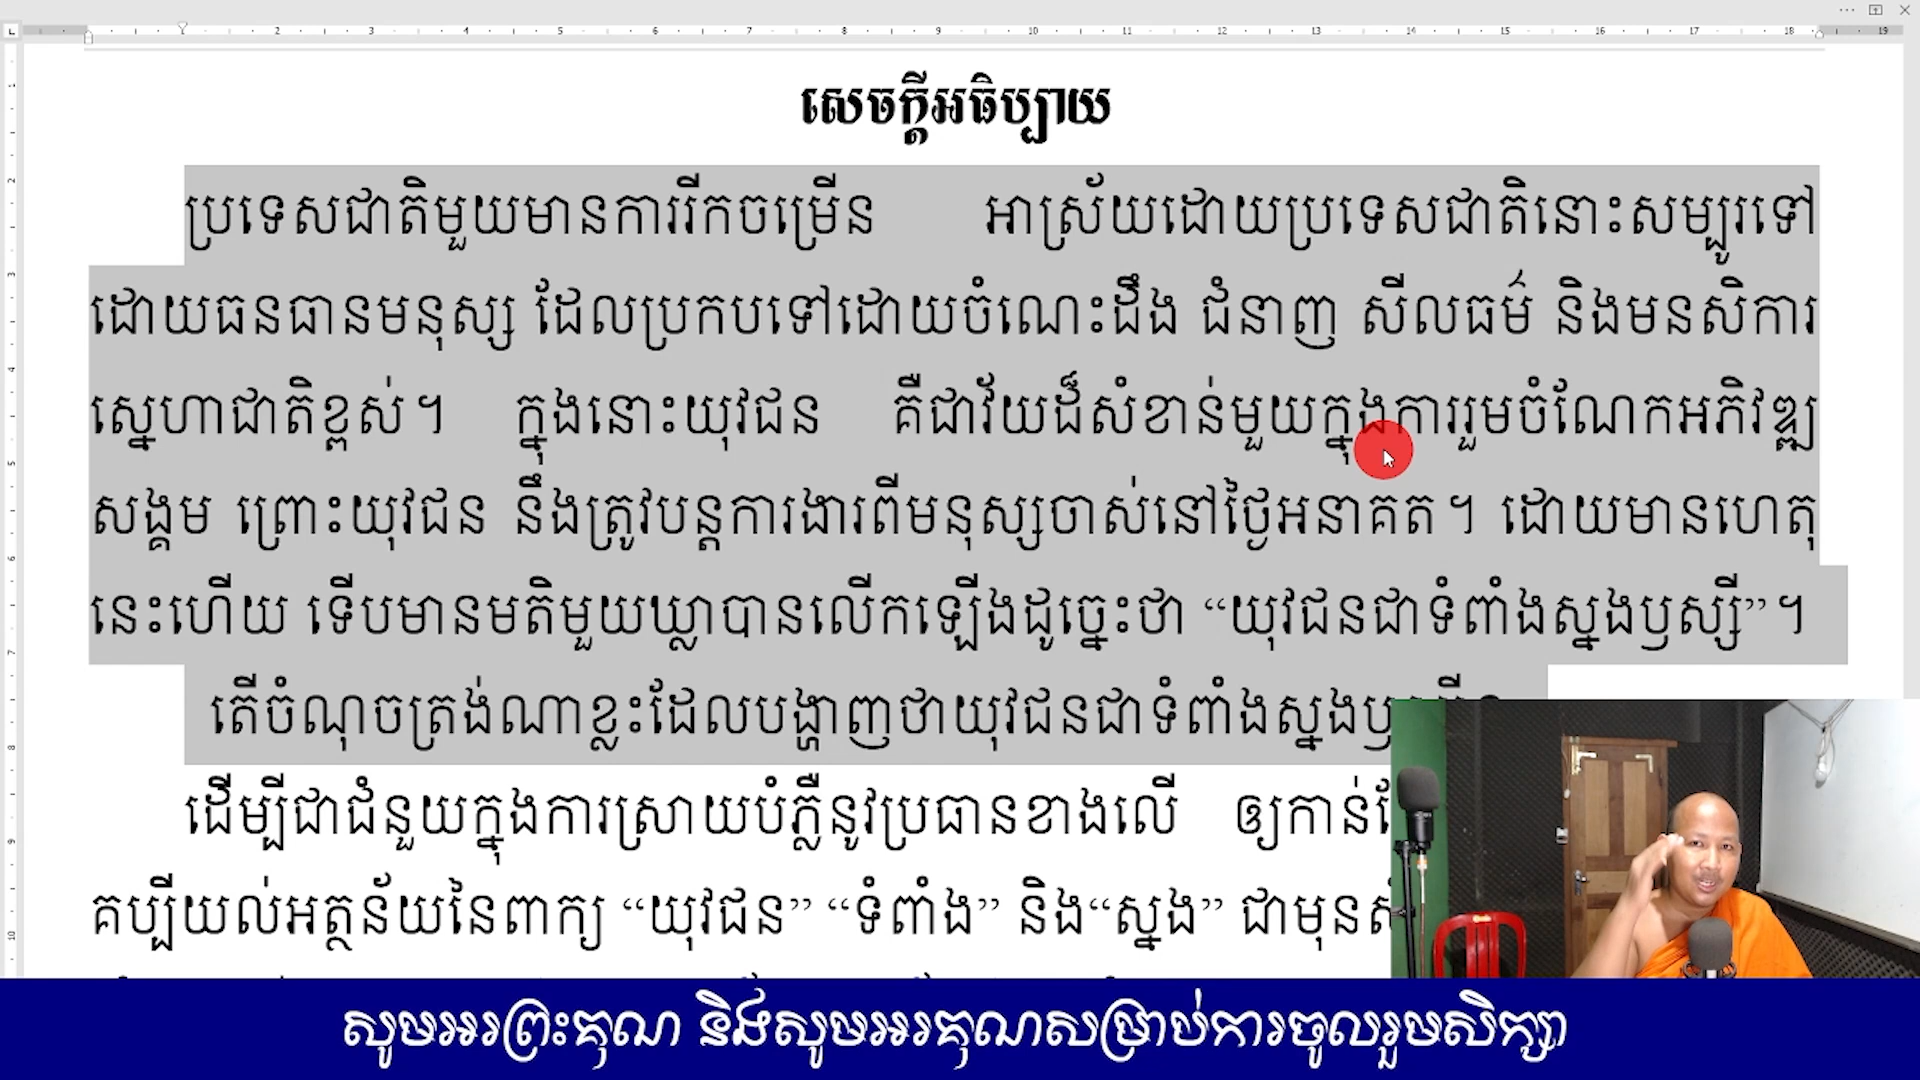 សេចក្ដីអធិប្បាយ
ប្រទេសជាតិមួយមានការរីកចម្រើន អាស្រ័យដោយប្រទេសជាតិនោះសម្បូរទៅ
ដោយធនធានមនុស្ស ដែលប្រកបទៅដោយចំណេះដឹង ជំនាញ សីលធម៌ និងមនសិការ
ស្នេហាជាតិខ្ពស់។ ក្នុងនោះយុវជន គឺជាវ័យដ៏សំខាន់មួយក្នុងការរួមចំណែកអភិវឌ្ឍ
សង្គម ព្រោះយុវជន នឹងត្រូវបន្តការងារពីមនុស្សចាស់នៅថ្ងៃអនាគត។ ដោយមានហេតុ
នេះហើយ ទើបមានមតិមួយឃ្លាបានលើកឡើងដូច្នេះថា “យុវជនជាទំពាំងស្នងឫស្សី”។
តើចំណុចត្រង់ណាខ្លះដែលបង្ហាញថាយុវជនជាទំពាំងស្នង
ដើម្បីជាជំនួយក្នុងការស្រាយបំភ្លឺនូវប្រធានខាងលើ ឲ្យកាន់
គប្បីយល់អត្ថន័យនៃពាក្យ “យុវជន” “ទំពាំង” និង“ស្នង” ជាមុន
សូមអរព្រះគុណ និងសូមអរគុណសម្រាប់ការចូលរួមសិក្សា